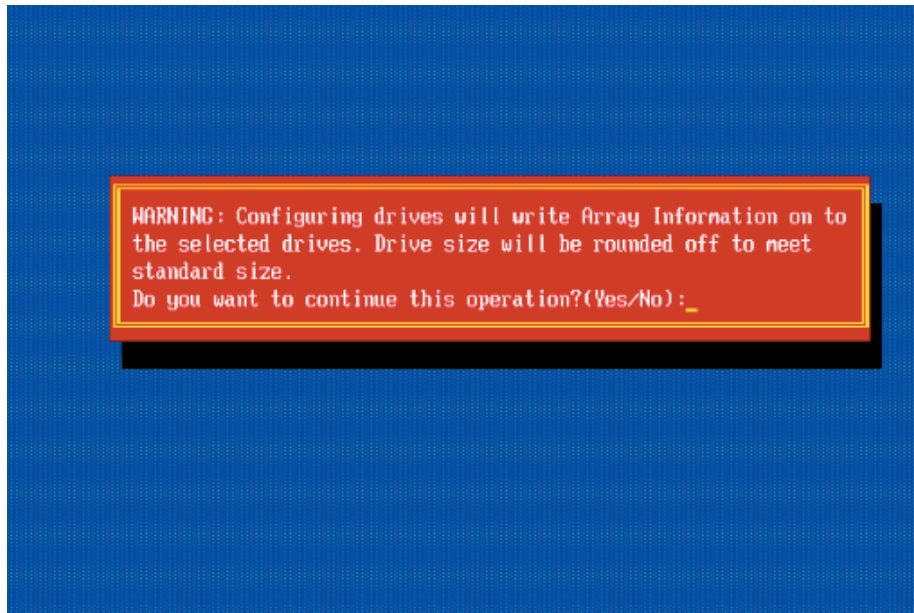 WARNING: Configuring drives will write Array Information on to
the selected drives. Drive size will be rounded off to meet
standard size.
Do you want to continue this operation?(Yes/No):_